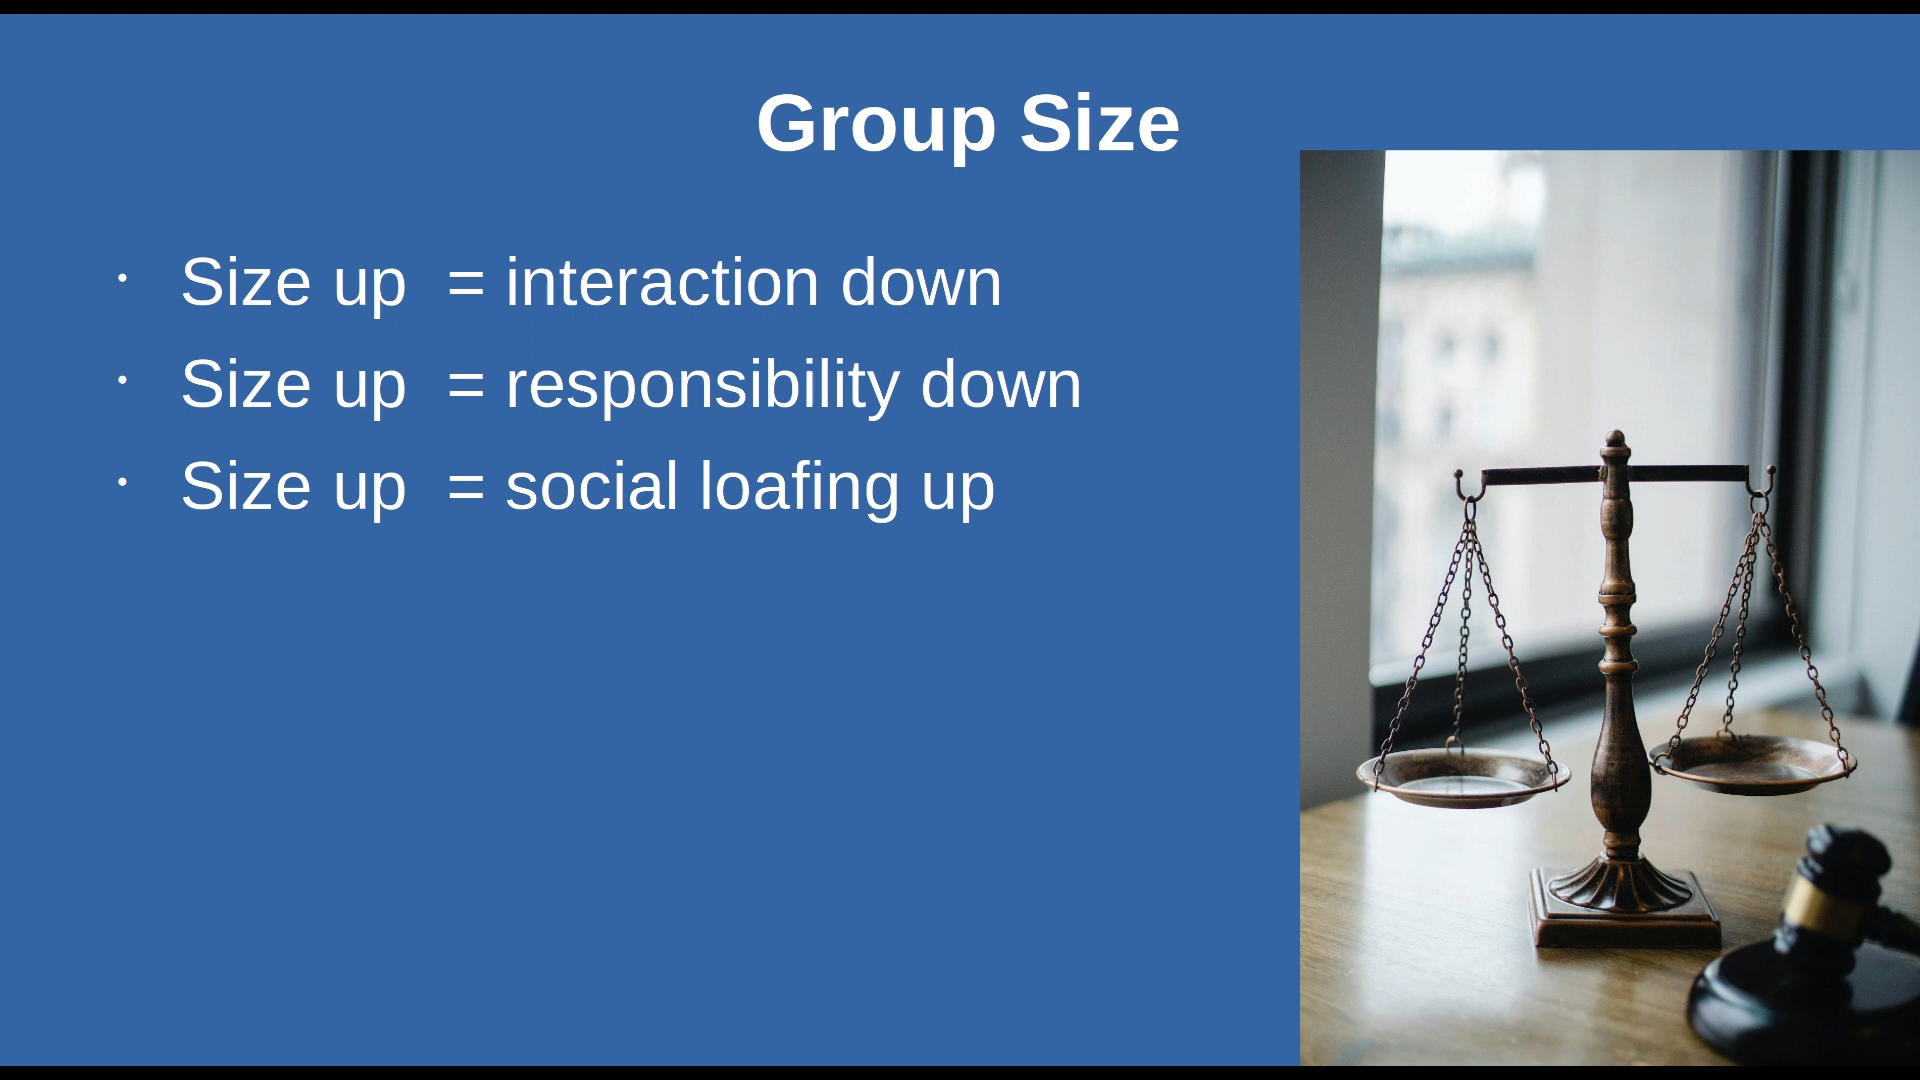 Group Size
· Size up = interaction down
· Size up = responsibility down
· Size up = social loafing up